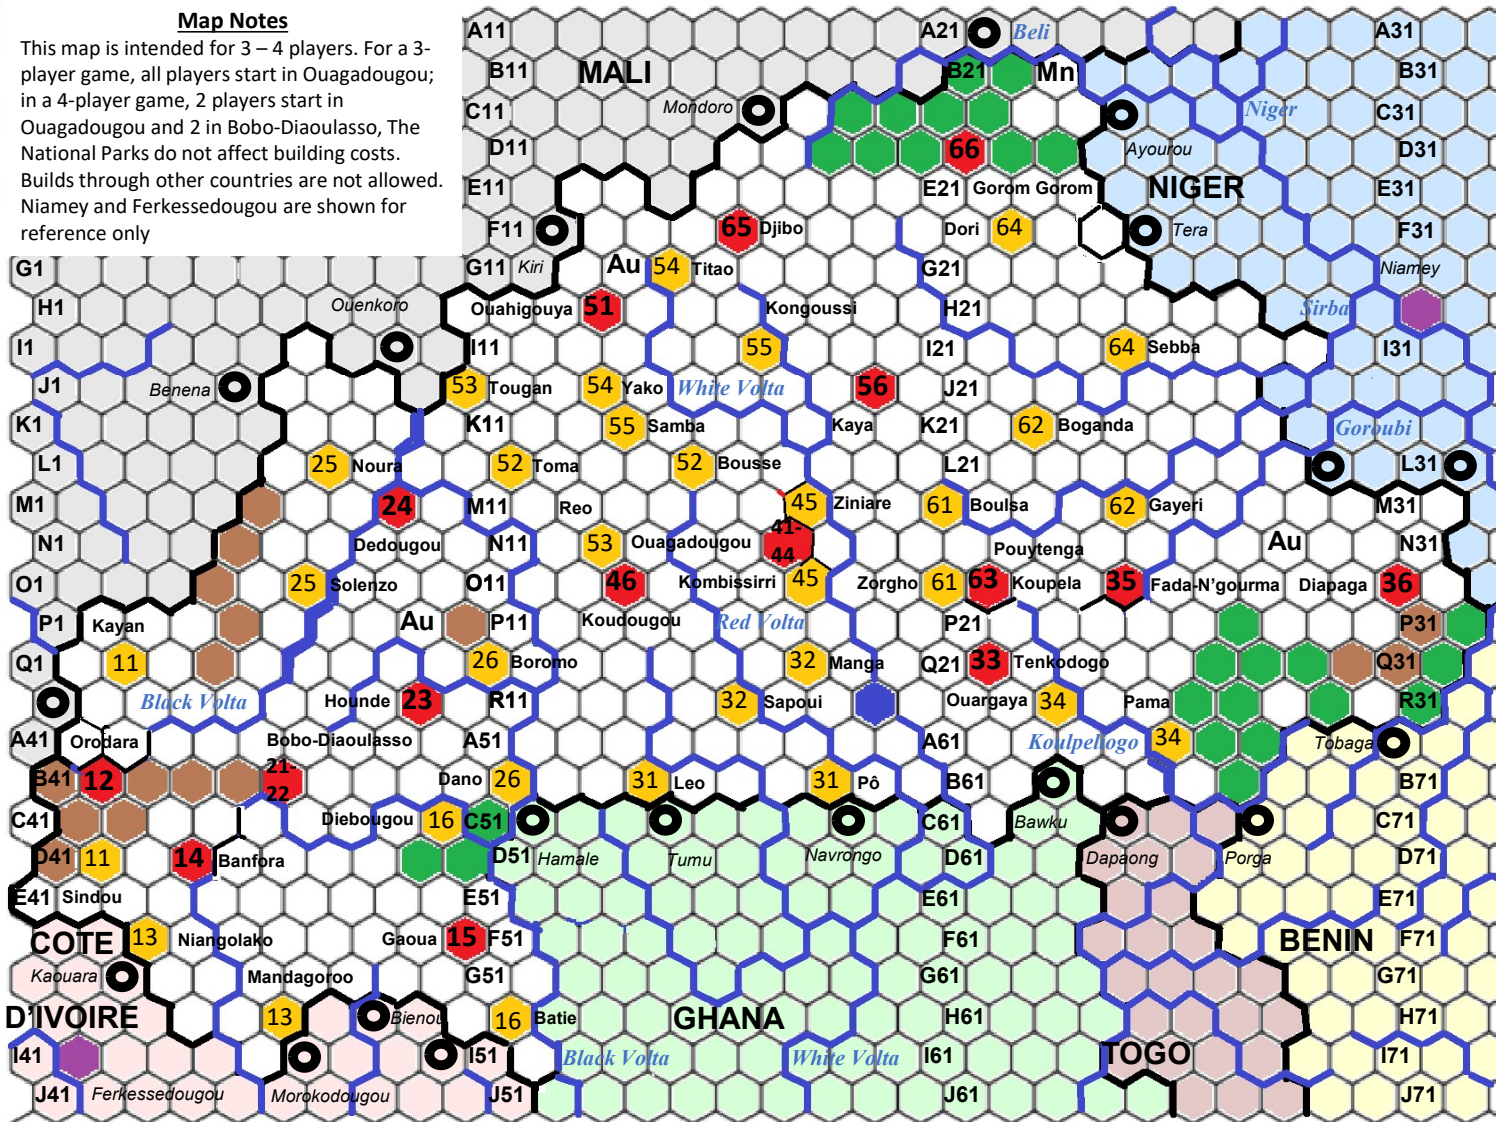 Map Notes
This map is intended for 3 – 4 players. For a 3-
player game, all players start in Ouagadougou;
in a 4-player game, 2 players start in
Ouagadougou and 2 in Bobo-Diaoulasso, The
National Parks do not affect building costs.
Builds through other countries are not allowed.
Niamey and Ferkessedougou are shown for
reference only
A11 A21 Beli A31
B11 MALI B21 Mn B31
C11 Mondoro Niger C31
D11 66 Ayourou D31
E11 E21 Gorom Gorom NIGER E31
F11 65 Djibo Dori 64 Tera F31
G1 G11 Kiri Au 54 Titao G21 Niamey
H1 Ouenkoro Ouahigouya 51 Kongoussi H21 Sirba
I1 I11 55 I21 64 Sebba I31
J1 Benena 53 Tougan 54 Yako White Volta 56 J21
K1 K11 55 Samba Kaya K21 62 Boganda Goroubi
L1 25 Noura 52 Toma 52 Bousse L21 L31
M1 24 M11 Reo 45 Ziniare 61 Boulsa 62 Gayeri M31
N1 Dedougou N11 53 Ouagadougou 41-
44 Pouytenga Au N31
O1 25 Solenzo O11 46 Kombissirri 45 Zorgho 61 63 Koupela 35 Fada-N'gourma Diapaga 36
P1 Kayan Au P11 Koudougou Red Volta P21 P31
Q1 11 26 Boromo 32 Manga Q21 33 Tenkodogo Q31
Black Volta Hounde 23 R11 32 Sapoui Ouargaya 34 Pama R31
A41 Orodara Bobo-Diaoulasso A51 A61 Koulpellogo 34 Tobaga
B41 12 21-
22 Dano 26 31 Leo 31 Pô B61 B71
C41 Diebougou 16 C51 C61 Bawku C71
D41 11 14 Banfora D51 Hamale Tumu Navrongo D61 Dapaong Porga D71
E41 Sindou E51 E61 E71
COTE 13 Niangolako Gaoua 15 F51 F61 BENIN F71
Kaouara Mandagoroo G51 G61 G71
D'IVOIRE 13 Bienou 16 Batie GHANA H61 H71
I41 I51 Black Volta White Volta I61 TOGO I71
J41 Ferkessedougou Morokodougou J51 J61 J71